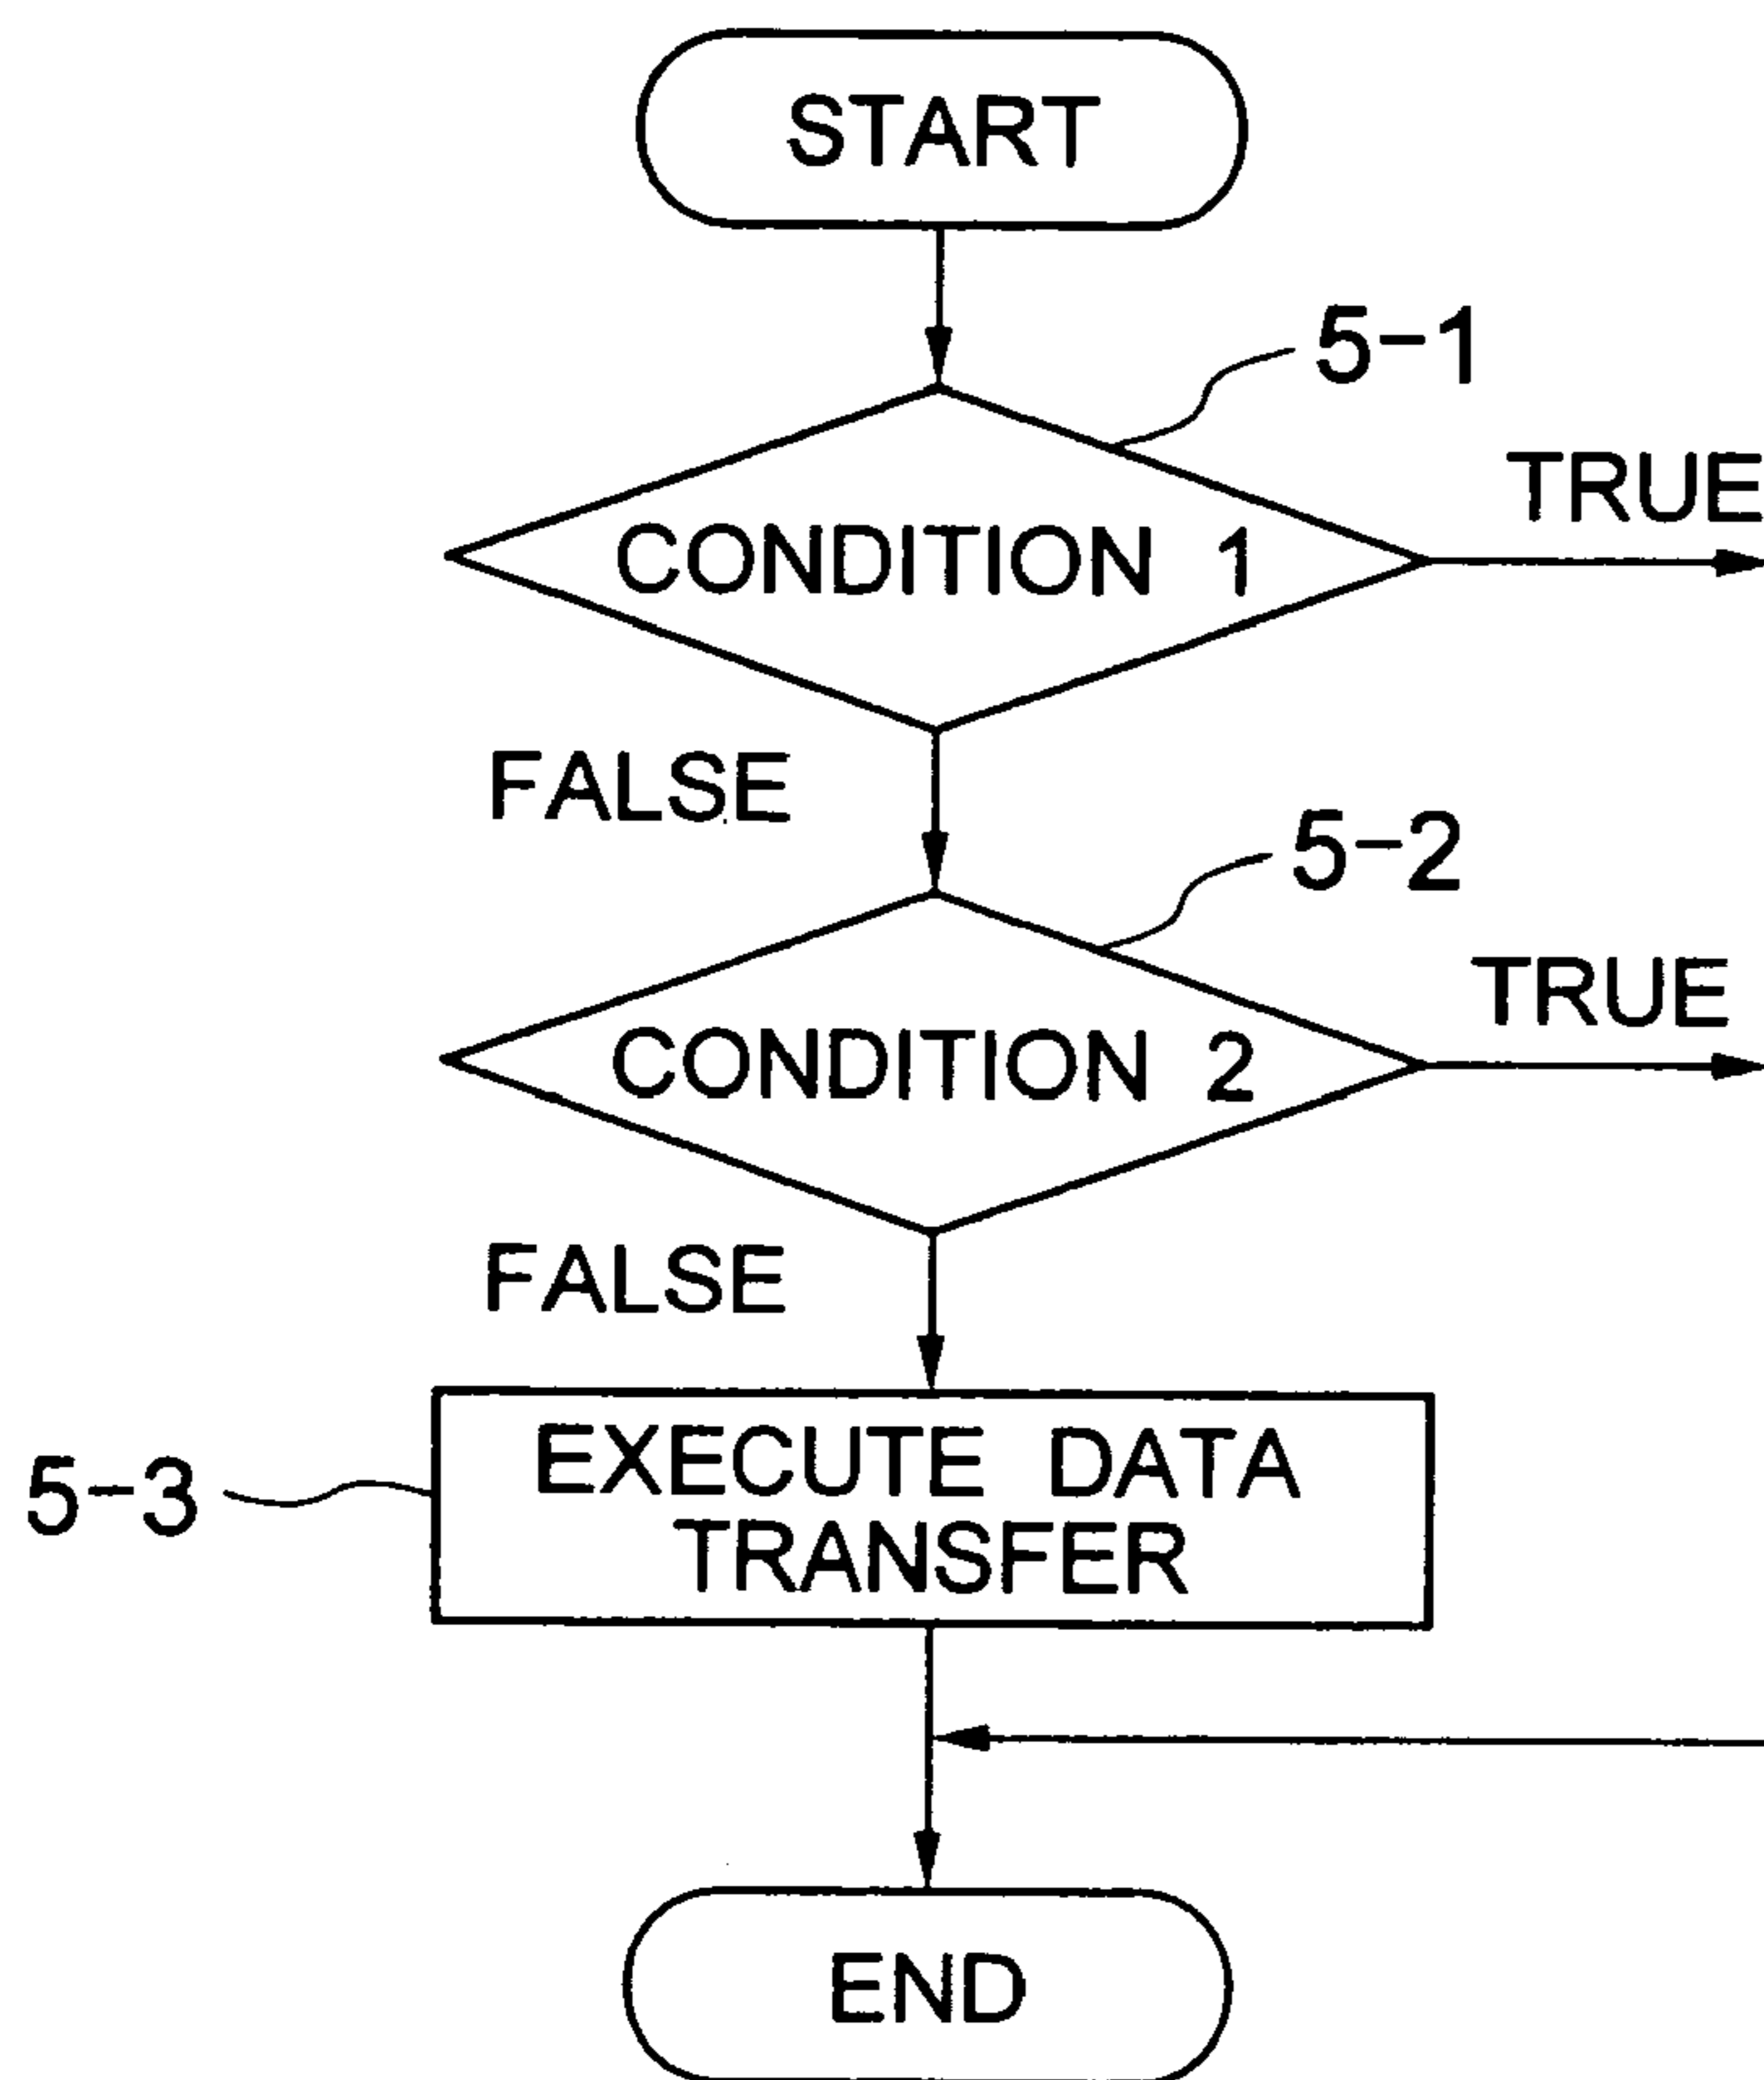 START
5-1
TRUE
CONDITION 1
FALSE
5-2
TRUE
CONDITION 2
FALSE
EXECUTE DATA
TRANSFER
5-3
END